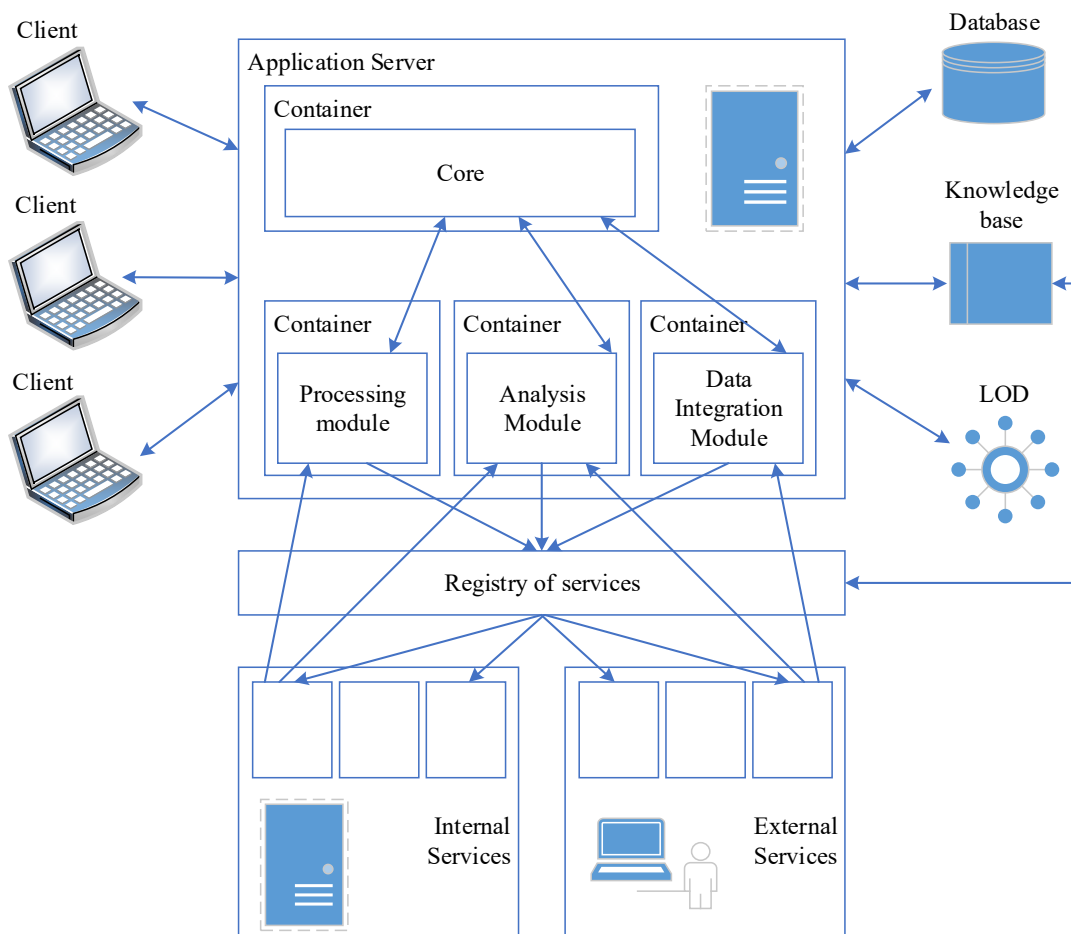 Client
Database
Application Server
Container
Core
Client
Knowledge
base
Container
Container
Container
Processing
module
Analysis
Module
Data
Integration
Module
Client
LOD
Registry of services
Internal
Services
External
Services